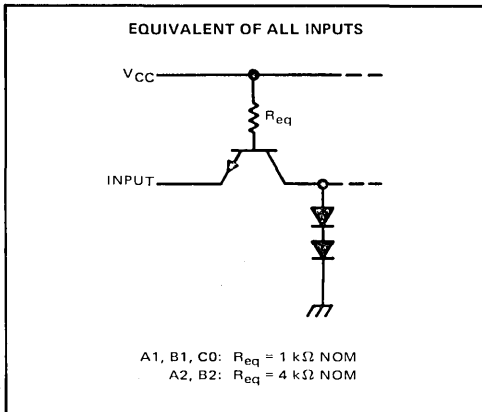 EQUIVALENT OF ALL INPUTS
VCC
Req
INPUT
A1, B1, C0: Req = 1 kΩ NOM
A2, B2: Req = 4 kΩ NOM